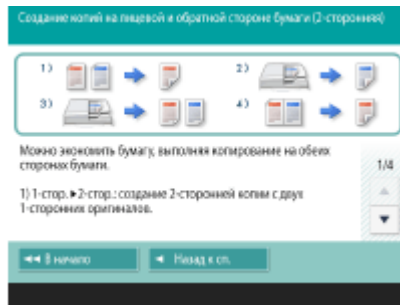 Создание копий на лицевой и обратной стороне бумаги (2-сторонняя)
1) 2)
3) 4)
Можно экономить бумагу, выполняя копирование на обеих
сторонах бумаги.
1/4
1) 1-стор.▶2-стор.: создание 2-сторонней копии с двух
1-сторонних оригиналов.
◀◀ В начало ◀ Назад к сп.